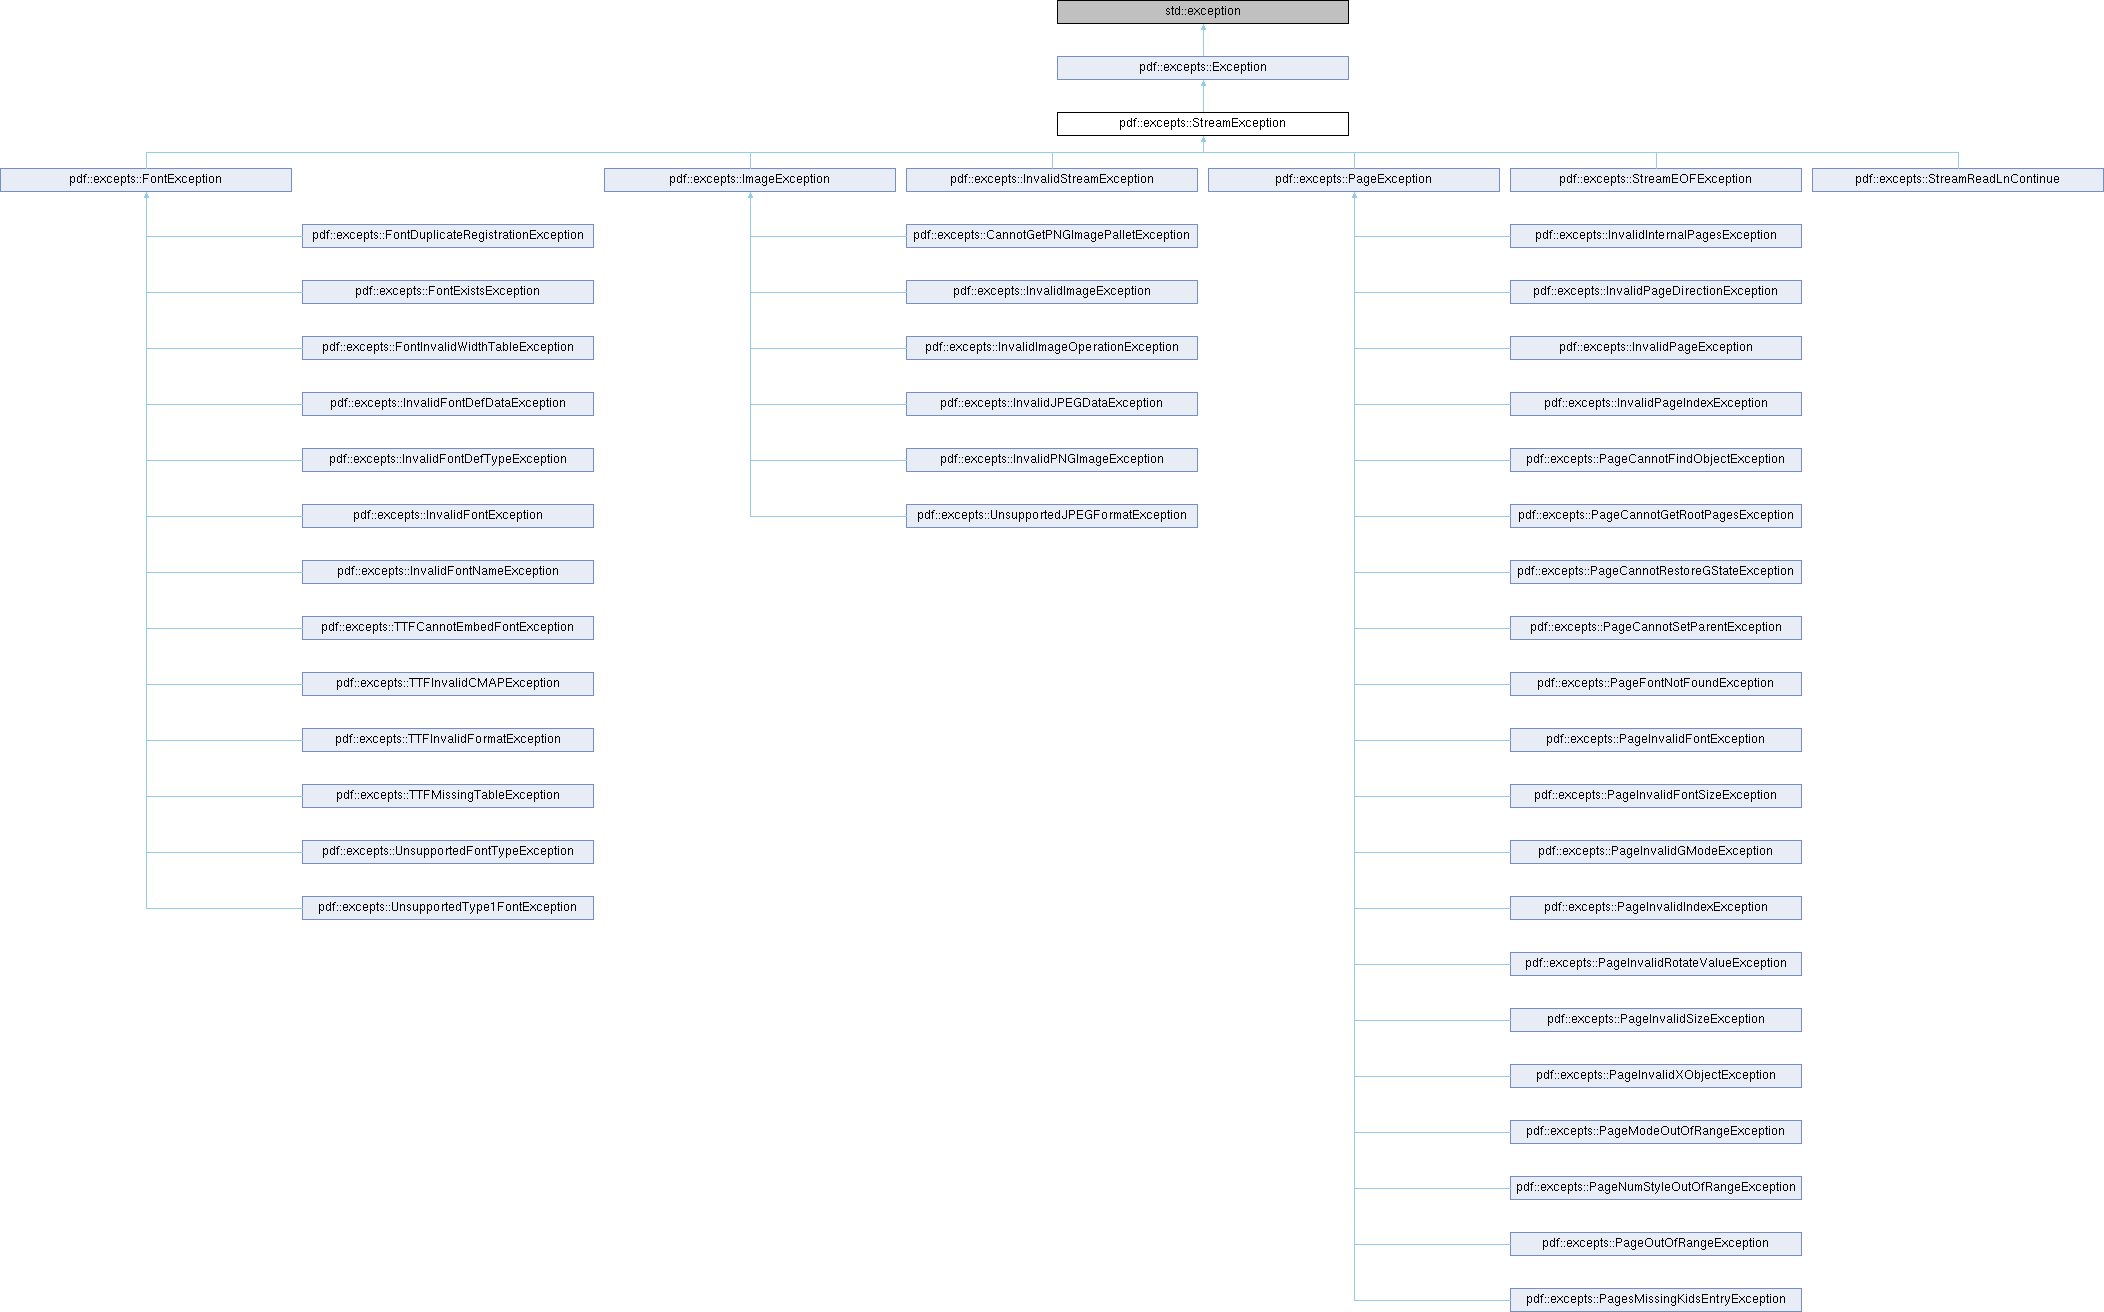 std::exception
pdf::excepts::Exception
pdf::excepts::StreamException
pdf::excepts::FontException
pdf::excepts::ImageException
pdf::excepts::InvalidStreamException
pdf::excepts::PageException
pdf::excepts::StreamEOFException
pdf::excepts::StreamReadLnContinue
pdf::excepts::FontDuplicateRegistrationException
pdf::excepts::CannotGetPNGImagePalletException
pdf::excepts::InvalidInternalPagesException
pdf::excepts::FontExistsException
pdf::excepts::InvalidImageException
pdf::excepts::InvalidPageDirectionException
pdf::excepts::FontInvalidWidthTableException
pdf::excepts::InvalidImageOperationException
pdf::excepts::InvalidPageException
pdf::excepts::InvalidFontDefDataException
pdf::excepts::InvalidJPEGDataException
pdf::excepts::InvalidPageIndexException
pdf::excepts::InvalidFontDefTypeException
pdf::excepts::InvalidPNGImageException
pdf::excepts::PageCannotFindObjectException
pdf::excepts::InvalidFontException
pdf::excepts::UnsupportedJPEGFormatException
pdf::excepts::PageCannotGetRootPagesException
pdf::excepts::InvalidFontNameException
pdf::excepts::PageCannotRestoreGStateException
pdf::excepts::TTFCannotEmbedFontException
pdf::excepts::PageCannotSetParentException
pdf::excepts::TTFInvalidCMAPException
pdf::excepts::PageFontNotFoundException
pdf::excepts::TTFInvalidFormatException
pdf::excepts::PageInvalidFontException
pdf::excepts::TTFMissingTableException
pdf::excepts::PageInvalidFontSizeException
pdf::excepts::UnsupportedFontTypeException
pdf::excepts::PageInvalidGModeException
pdf::excepts::UnsupportedType1FontException
pdf::excepts::PageInvalidIndexException
pdf::excepts::PageInvalidRotateValueException
pdf::excepts::PageInvalidSizeException
pdf::excepts::PageInvalidXObjectException
pdf::excepts::PageModeOutOfRangeException
pdf::excepts::PageNumStyleOutOfRangeException
pdf::excepts::PageOutOfRangeException
pdf::excepts::PagesMissingKidsEntryException